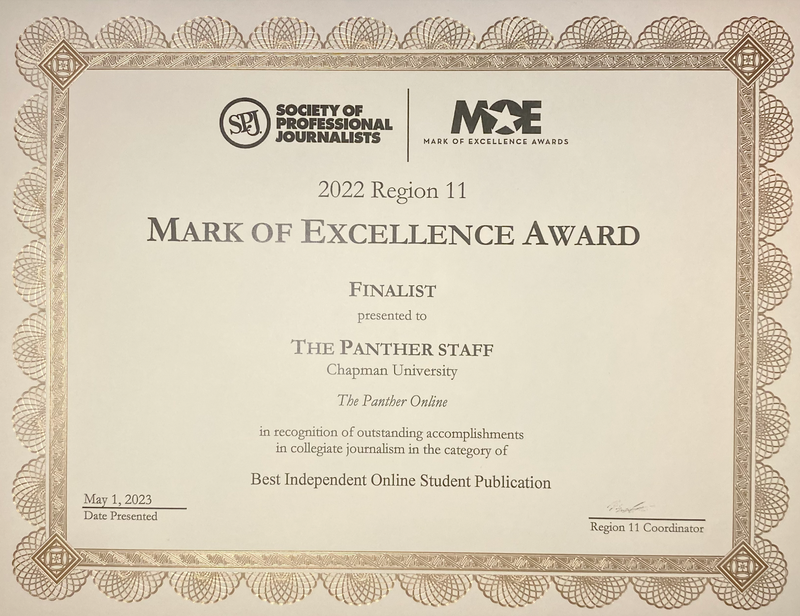 SPJ
SOCIETY OF
PROFESSIONAL
JOURNALISTS
MOE
MARK OF EXCELLENCE AWARDS
2022 Region 11
MARK OF EXCELLENCE AWARD
FINALIST
presented to
THE PANTHER STAFF
Chapman University
The Panther Online
in recognition of outstanding accomplishments
in collegiate journalism in the category of
Best Independent Online Student Publication
May 1, 2023
Date Presented
Region 11 Coordinator